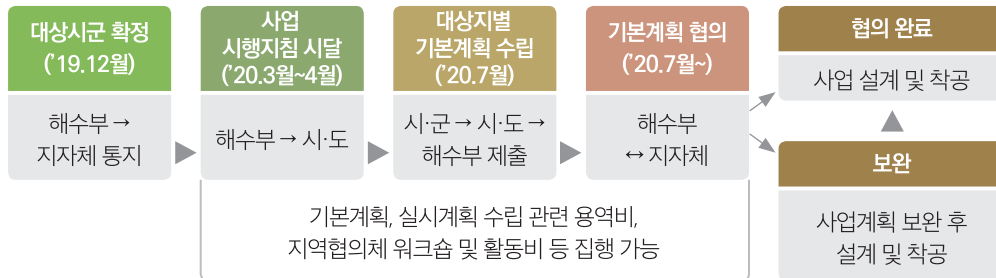 대상시군 확정
('19.12월)
해수부 →
지자체 통지
사업
시행지침 시달
('20.3월~4월)
해수부 → 시·도
대상지별
기본계획 수립
('20.7월)
시·군 → 시·도 →
해수부 제출
기본계획 협의
('20.7월~)
해수부
↔ 지자체
기본계획, 실시계획 수립 관련 용역비,
지역협의체 워크숍 및 활동비 등 집행 가능
협의 완료
사업 설계 및 착공
보완
사업계획 보완 후
설계 및 착공